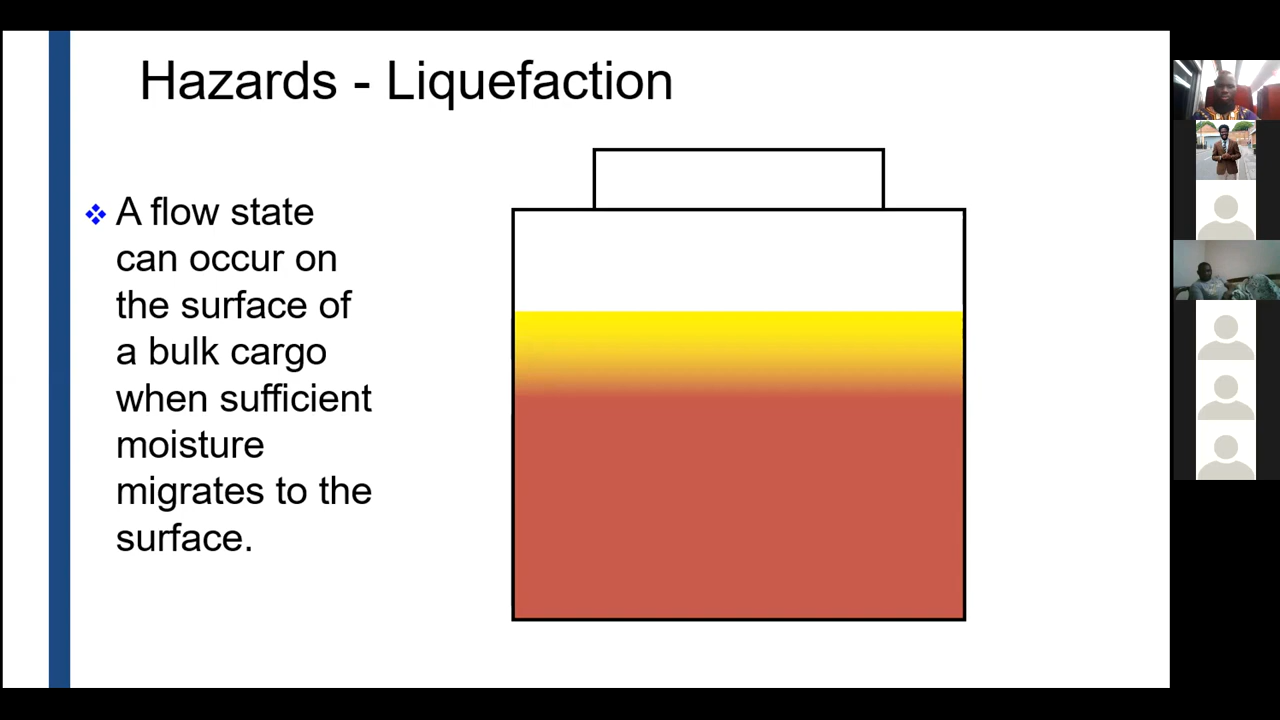 Hazards - Liquefaction
A flow state
can occur on
the surface of
a bulk cargo
when sufficient
moisture
migrates to the
surface.